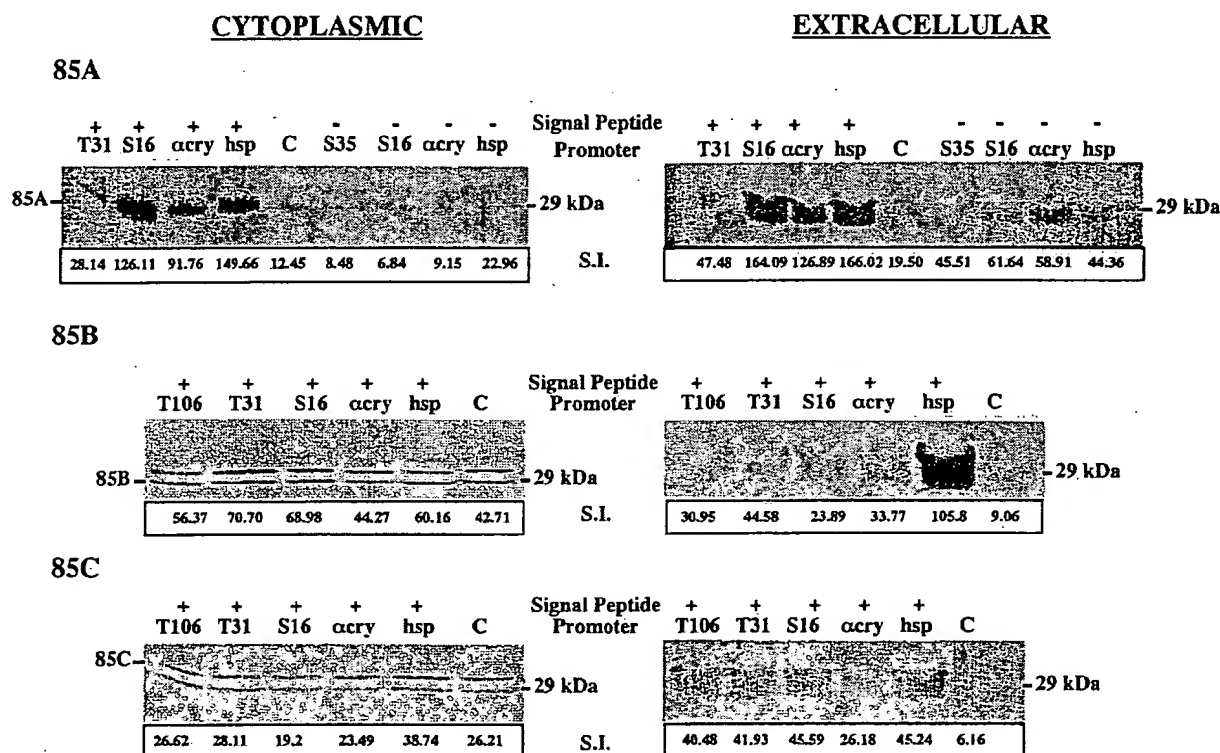 CYTOPLASMIC
EXTRACELLULAR
85A
+ + + + - - - - Signal Peptide + + + + - - - -
T31 S16 αcry hsp C S35 S16 αcry hsp Promoter T31 S16 αcry hsp C S35 S16 αcry hsp
85A 29 kDa 29 kDa
28.14 126.11 91.76 149.66 12.45 8.48 6.84 9.15 22.96 S.I. 47.48 164.09 126.89 166.02 19.50 45.51 61.64 58.91 44.36
85B
+ + + + + Signal Peptide + + + + +
T106 T31 S16 αcry hsp C Promoter T106 T31 S16 αcry hsp C
85B 29 kDa 29 kDa
56.37 70.70 68.98 44.27 60.16 42.71 S.I. 30.95 44.58 23.89 33.77 105.8 9.06
85C
+ + + + + Signal Peptide + + + + +
T106 T31 S16 αcry hsp C Promoter T106 T31 S16 αcry hsp C
85C 29 kDa 29 kDa
26.62 28.11 19.2 23.49 38.74 26.21 S.I. 40.48 41.93 45.59 26.18 45.24 6.16